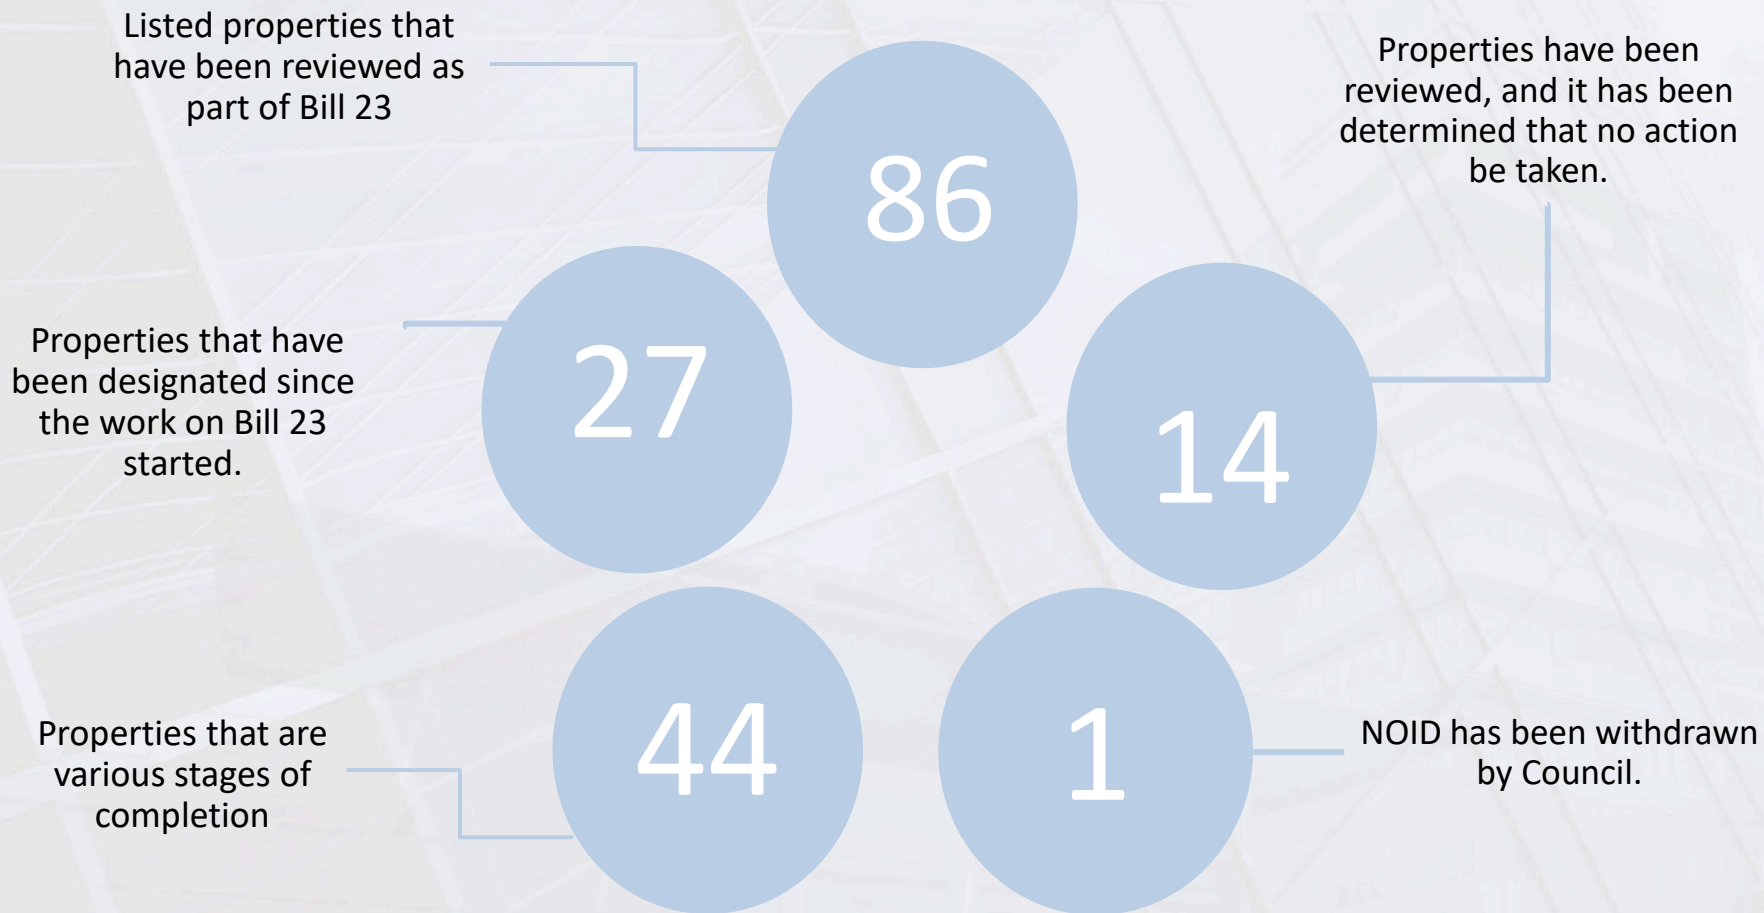 Listed properties that
have been reviewed as
part of Bill 23
86
Properties have been
reviewed, and it has been
determined that no action
be taken.
14
Properties that have
been designated since
the work on Bill 23
started.
27
Properties that are
various stages of
completion
44
1
NOID has been withdrawn
by Council.